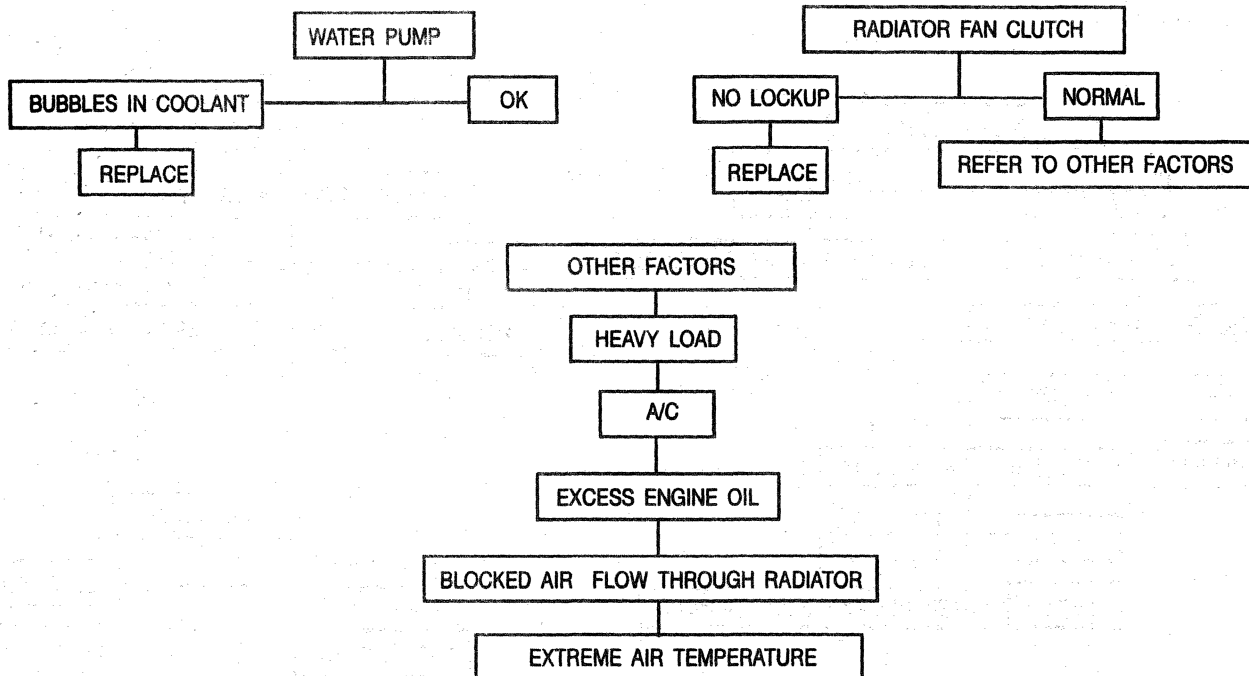 WATER PUMP
BUBBLES IN COOLANT
OK
REPLACE
RADIATOR FAN CLUTCH
NO LOCKUP
NORMAL
REPLACE
REFER TO OTHER FACTORS
OTHER FACTORS
HEAVY LOAD
A/C
EXCESS ENGINE OIL
BLOCKED AIR FLOW THROUGH RADIATOR
EXTREME AIR TEMPERATURE